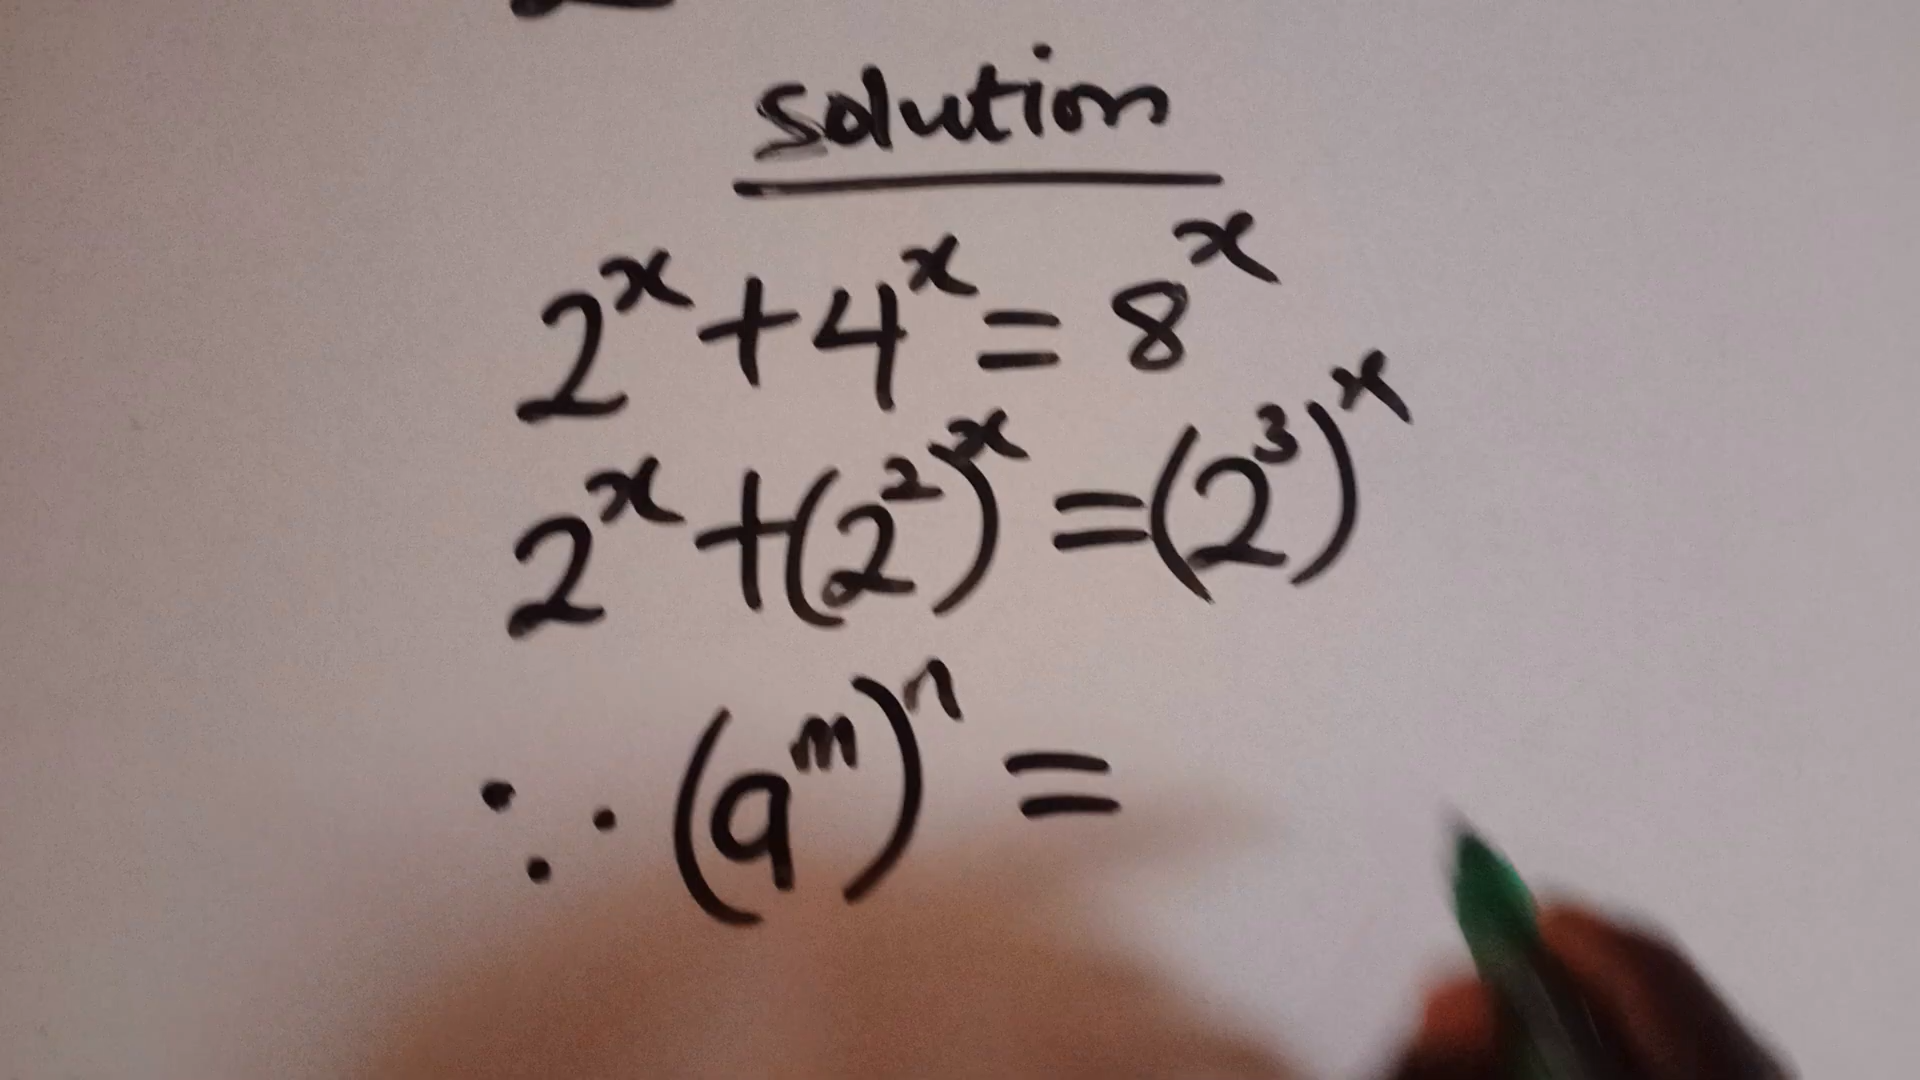 Solution
2^x + 4^x = 8^x
2^x + (2^2)^x = (2^3)^x
∵ (a^m)^n =